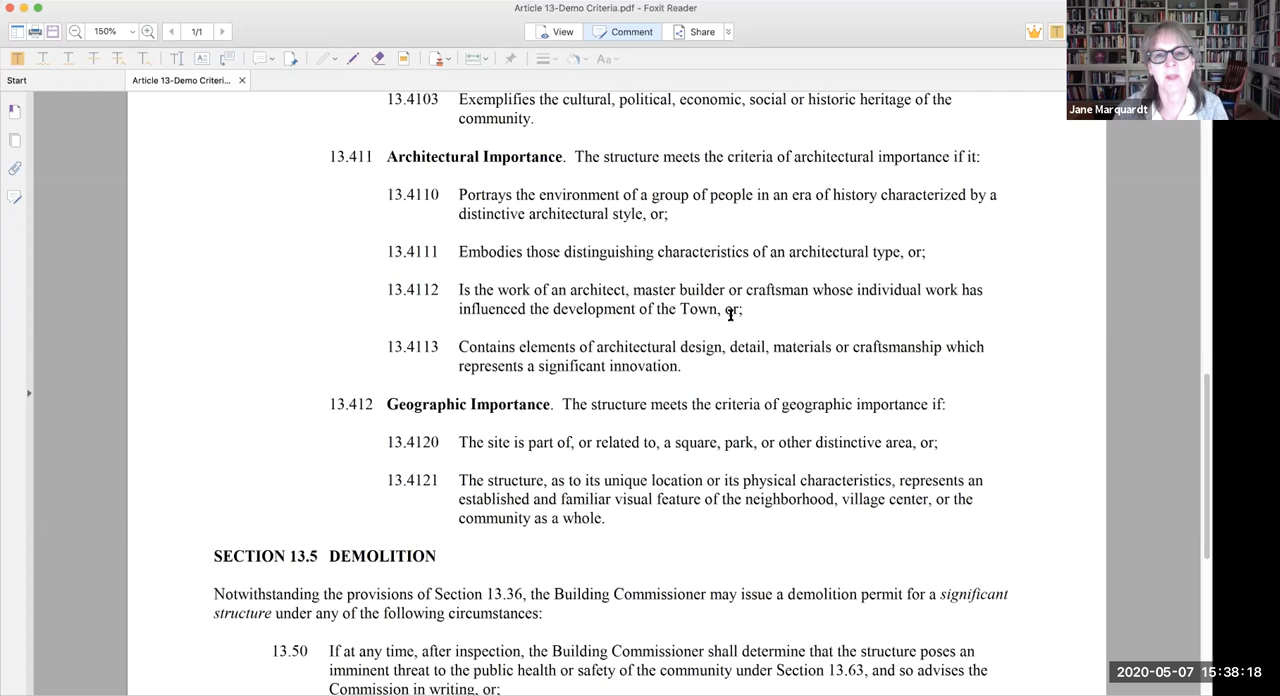 Article 13-Demo Criteria.pdf - Foxit Reader
150%
1/1
View
Comment
Share
Start
Article 13-Demo Criteri...
Jane Marquardt
13.4103 Exemplifies the cultural, political, economic, social or historic heritage of the
community.
13.411 Architectural Importance. The structure meets the criteria of architectural importance if it:
13.4110 Portrays the environment of a group of people in an era of history characterized by a
distinctive architectural style, or;
13.4111 Embodies those distinguishing characteristics of an architectural type, or;
13.4112 Is the work of an architect, master builder or craftsman whose individual work has
influenced the development of the Town, or;
13.4113 Contains elements of architectural design, detail, materials or craftsmanship which
represents a significant innovation.
13.412 Geographic Importance. The structure meets the criteria of geographic importance if:
13.4120 The site is part of, or related to, a square, park, or other distinctive area, or;
13.4121 The structure, as to its unique location or its physical characteristics, represents an
established and familiar visual feature of the neighborhood, village center, or the
community as a whole.
SECTION 13.5 DEMOLITION
Notwithstanding the provisions of Section 13.36, the Building Commissioner may issue a demolition permit for a significant
structure under any of the following circumstances:
13.50 If at any time, after inspection, the Building Commissioner shall determine that the structure poses an
imminent threat to the public health or safety of the community under Section 13.63, and so advises the
Commission in writing, or;
2020-05-07 15:38:18